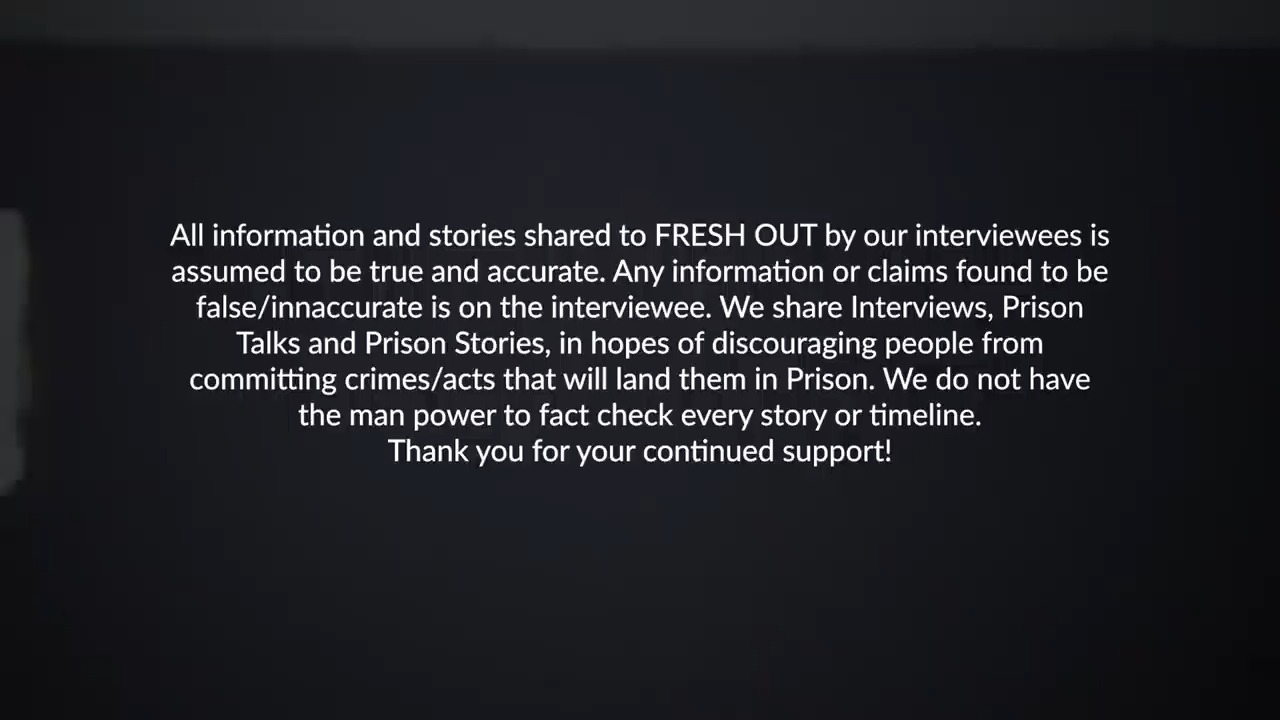 All information and stories shared to FRESH OUT by our interviewees is
assumed to be true and accurate. Any information or claims found to be
false/innaccurate is on the interviewee. We share Interviews, Prison
Talks and Prison Stories, in hopes of discouraging people from
committing crimes/acts that will land them in Prison. We do not have
the man power to fact check every story or timeline.
Thank you for your continued support!